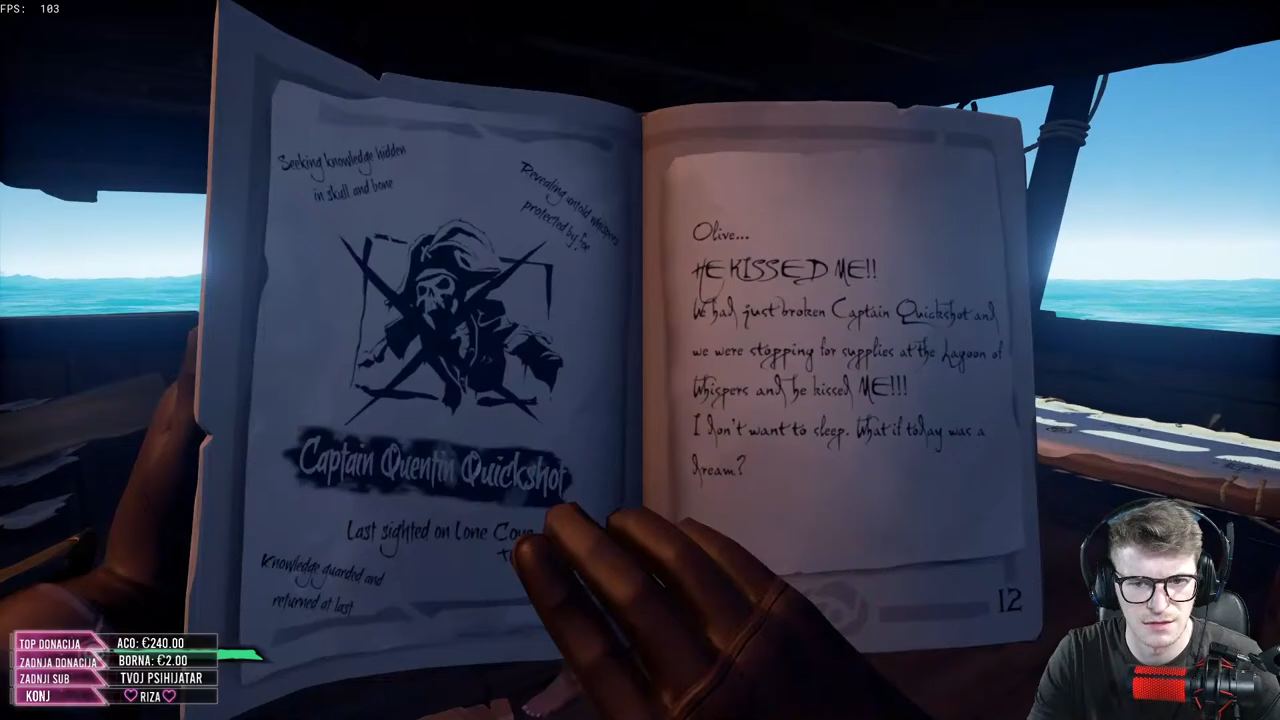 FPS: 103
Seeking knowledge hidden
in skull and bone
Revealing untold whispers
protected by foe
Captain Quentin Quickshot
Last sighted on Lone Cove
Knowledge guarded and
returned at last
Olive...
HE KISSED ME!!
We had just broken Captain Quickshot and
we were stopping for supplies at the Lagoon of
Whispers and he kissed ME!!!
I don't want to sleep. What if today was a
dream?
12
TOP DONACIJA ACO: €240.00
ZADNJA DONACIJA BORNA: €2.00
ZADNJI SUB TVOJ PSIHIJATAR
KONJ RIZA